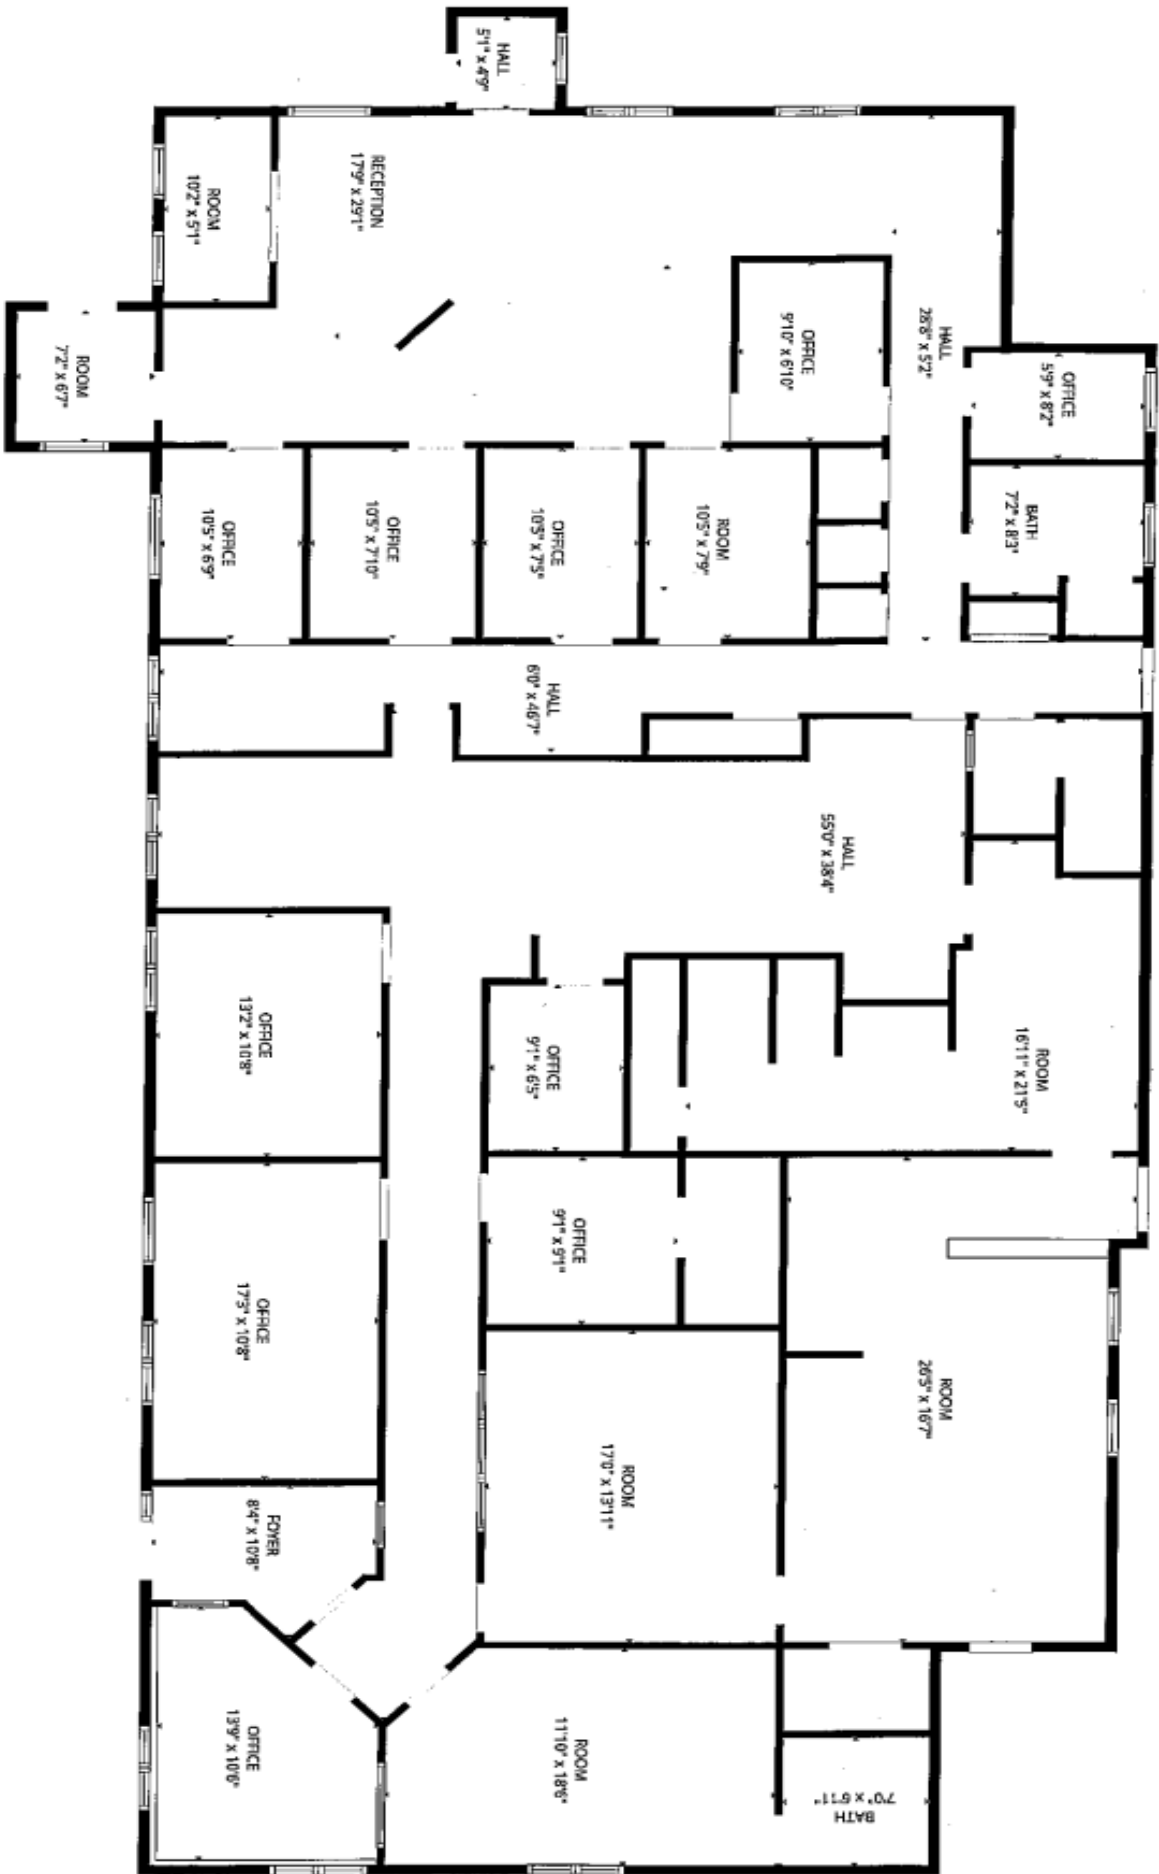 HALL
5'1" x 4'9"
RECEPTION
17'9" x 29'1"
ROOM
10'2" x 5'1"
OFFICE
9'10" x 6'10"
HALL
28'8" x 5'2"
OFFICE
5'9" x 8'2"
ROOM
7'2" x 6'7"
BATH
7'2" x 8'3"
OFFICE
10'5" x 6'9"
OFFICE
10'5" x 7'10"
OFFICE
10'5" x 7'5"
ROOM
10'5" x 7'9"
HALL
6'0" x 46'7"
HALL
55'0" x 38'4"
OFFICE
13'2" x 10'8"
OFFICE
9'1" x 6'5"
ROOM
16'11" x 21'5"
OFFICE
9'1" x 9'1"
OFFICE
17'3" x 10'8"
ROOM
26'5" x 16'7"
ROOM
17'0" x 13'11"
FOYER
8'4" x 10'8"
OFFICE
13'9" x 10'6"
ROOM
11'10" x 18'6"
BATH
7'0" x 6'11"